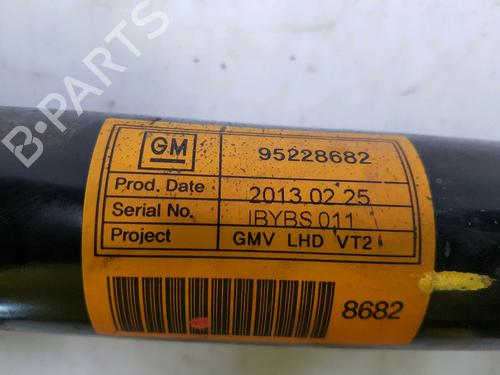 B-PARTS
GM 95228682
Prod. Date 2013.02.25
Serial No. IBYBS 011
Project GMV LHD VT2
8682